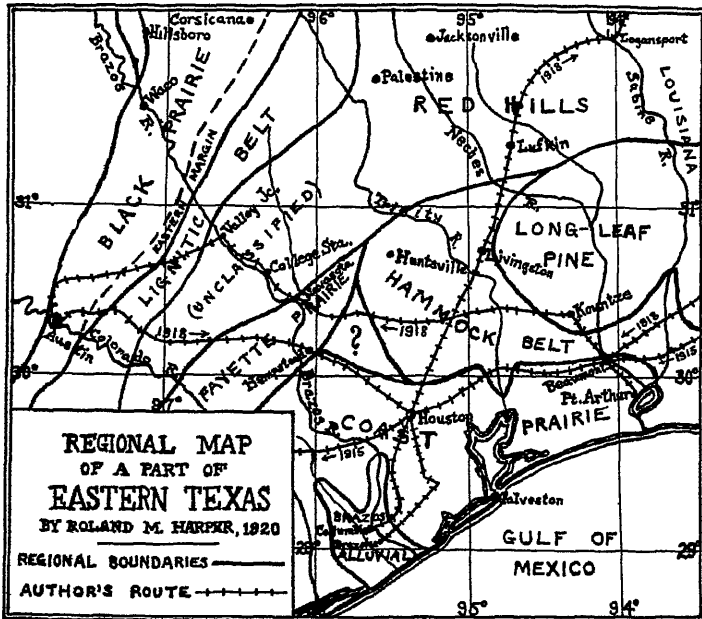 96°
95°
94°
Corsicana
Hillsboro
Jacksonville
Logansport
Brazos
R.
Waco
Palestine
1918
Sabine
R.
LOUISIANA
PRAIRIE
BELT
RED HILLS
Neches
R.
Lufkin
EASTERN MARGIN
31°
31
BLACK
LIGNITIC
(UNCLASSIFIED)
Valley Jc.
College Sta.
Trinity
R.
LONG-LEAF
PINE
Huntsville
Livingston
Navasota
PRAIRIE
HAMMOCK
BELT
Kountze
Austin
Colorado
R
1918
?
1918
1918
1915
30°
30°
FAYETTE
Hempstead
Beaumont
Pt. Arthur
Brazos
R.
COAST
PRAIRIE
Houston
1915
Galveston
BRAZOS
Columbia
ALLUVIAL
GULF OF
MEXICO
29°
29°
95°
94°
REGIONAL MAP
OF A PART OF
EASTERN TEXAS
BY ROLAND M. HARPER, 1920
REGIONAL BOUNDARIES
AUTHOR'S ROUTE